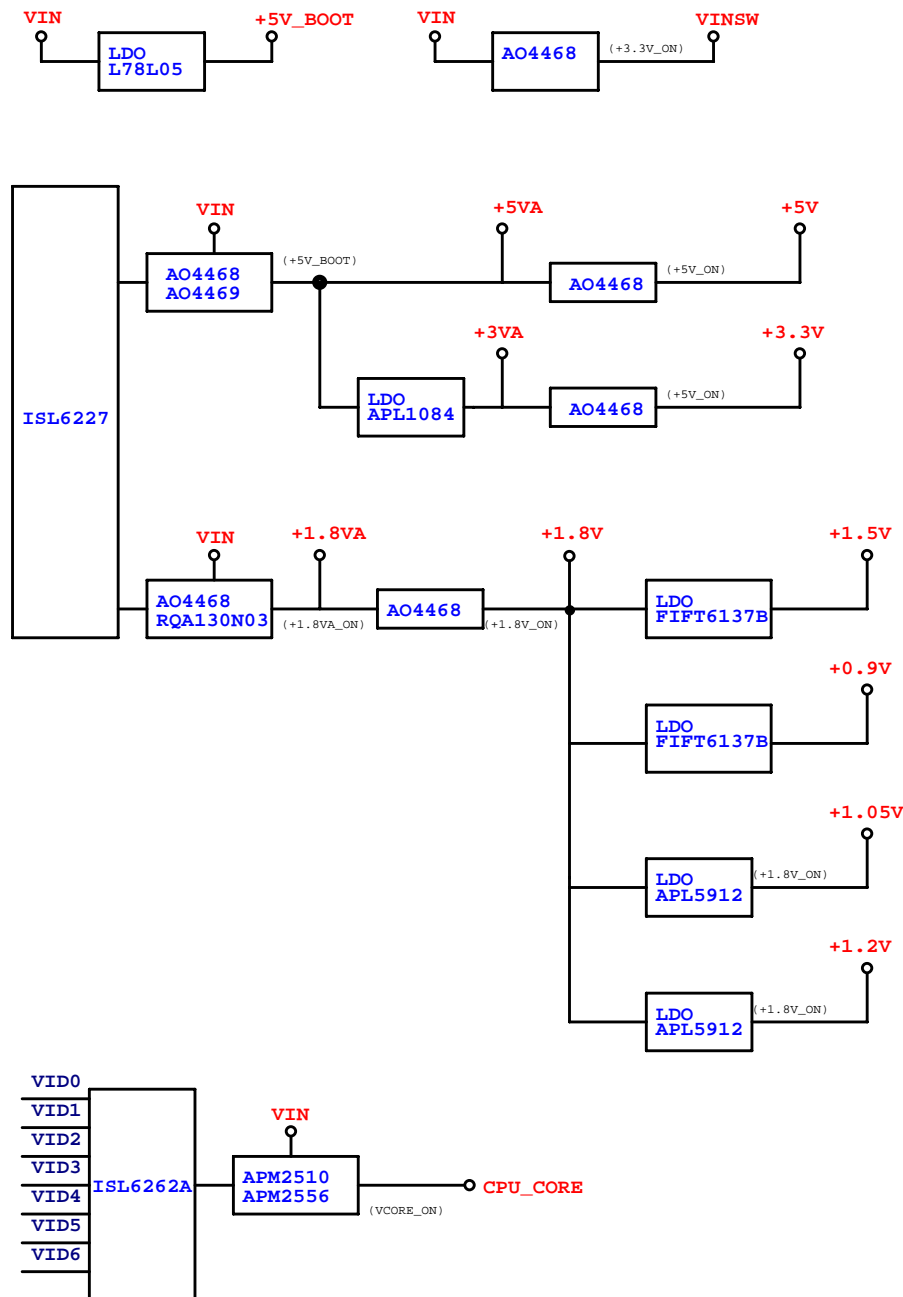 VIN
+5V_BOOT
VIN
VINSW
LDO
L78L05
AO4468
(+3.3V_ON)
VIN
+5VA
+5V
AO4468
AO4469
(+5V_BOOT)
AO4468
(+5V_ON)
+3VA
+3.3V
ISL6227
LDO
APL1084
AO4468
(+5V_ON)
VIN
+1.8VA
+1.8V
+1.5V
AO4468
RQA130N03
(+1.8VA_ON)
AO4468
(+1.8V_ON)
LDO
FIFT6137B
+0.9V
LDO
FIFT6137B
+1.05V
LDO
APL5912
(+1.8V_ON)
+1.2V
LDO
APL5912
(+1.8V_ON)
VID0
VID1
VID2
VID3
VID4
VID5
VID6
ISL6262A
VIN
APM2510
APM2556
(VCORE_ON)
CPU_CORE